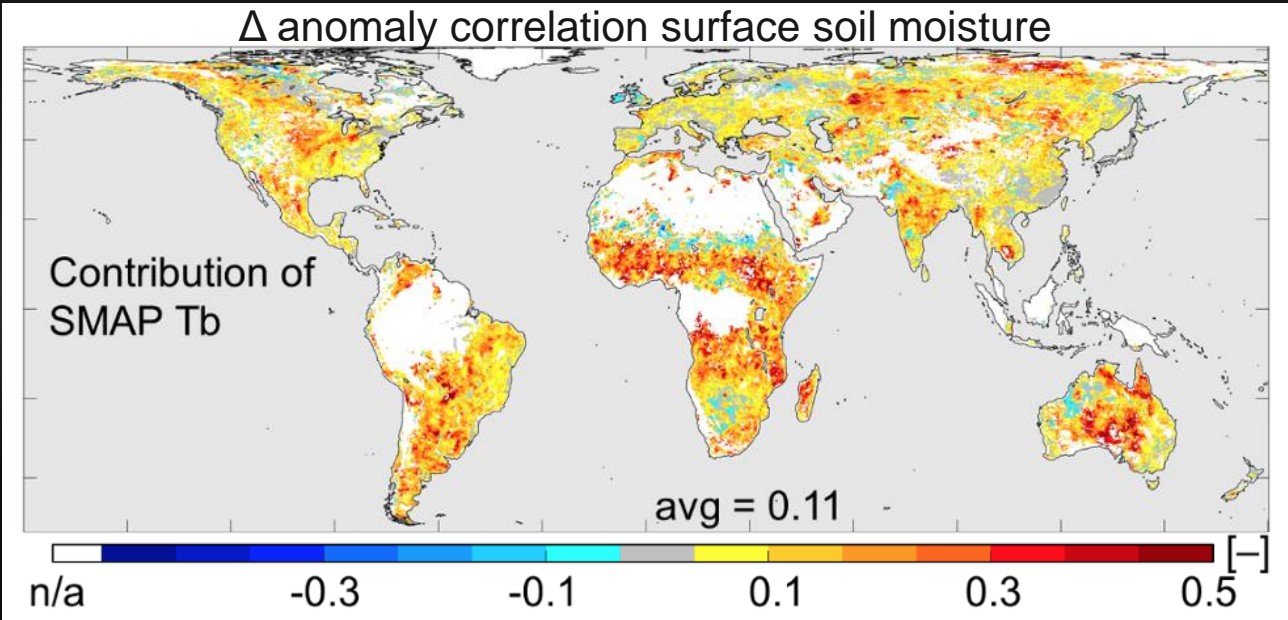 Δ anomaly correlation surface soil moisture
Contribution of
SMAP Tb
avg = 0.11
[–]
n/a -0.3 -0.1 0.1 0.3 0.5